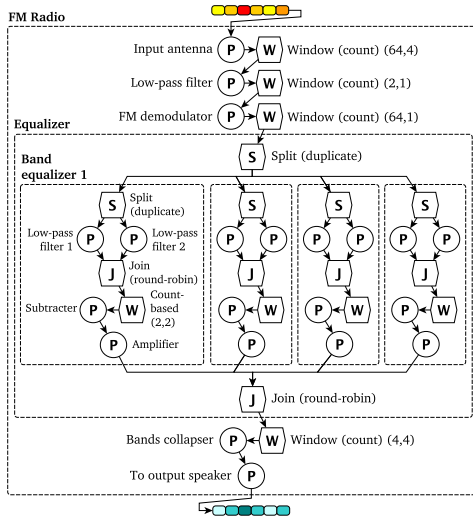 FM Radio
Input antenna P W Window (count) (64,4)
Low-pass filter P W Window (count) (2,1)
FM demodulator P W Window (count) (64,1)
Equalizer
S Split (duplicate)
Band
equalizer 1
S Split
(duplicate)
S S S
Low-pass
filter 1
P P
Low-pass
filter 2
P P P P P P
J Join
(round-robin)
J J J
Subtracter P W Count-
based
(2,2)
P W P W P W
P Amplifier
P P P
J Join (round-robin)
Bands collapser P W Window (count) (4,4)
To output speaker P